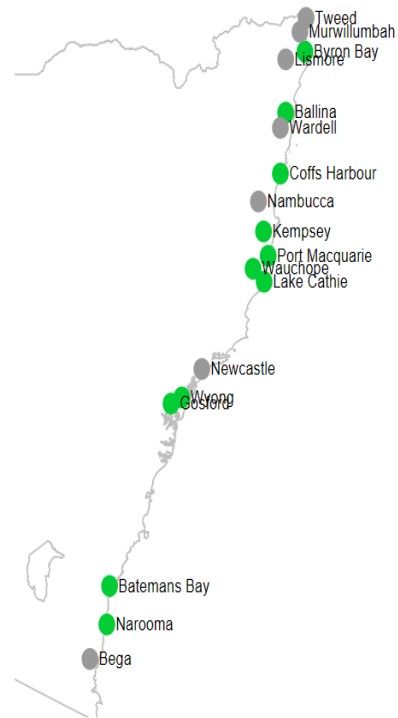 Tweed
Murwillumbah
Byron Bay
Lismore
Ballina
Wardell
Coffs Harbour
Nambucca
Kempsey
Port Macquarie
Wauchope
Lake Cathie
Newcastle
Wyong
Gosford
Batemans Bay
Narooma
Bega